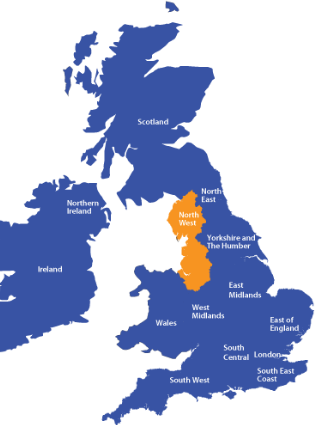 Scotland
North
East
North
West
Northern
Ireland
Yorkshire and
The Humber
Ireland
East
Midlands
West
Midlands
Wales
East of
England
South
Central
London
South West
South East
Coast